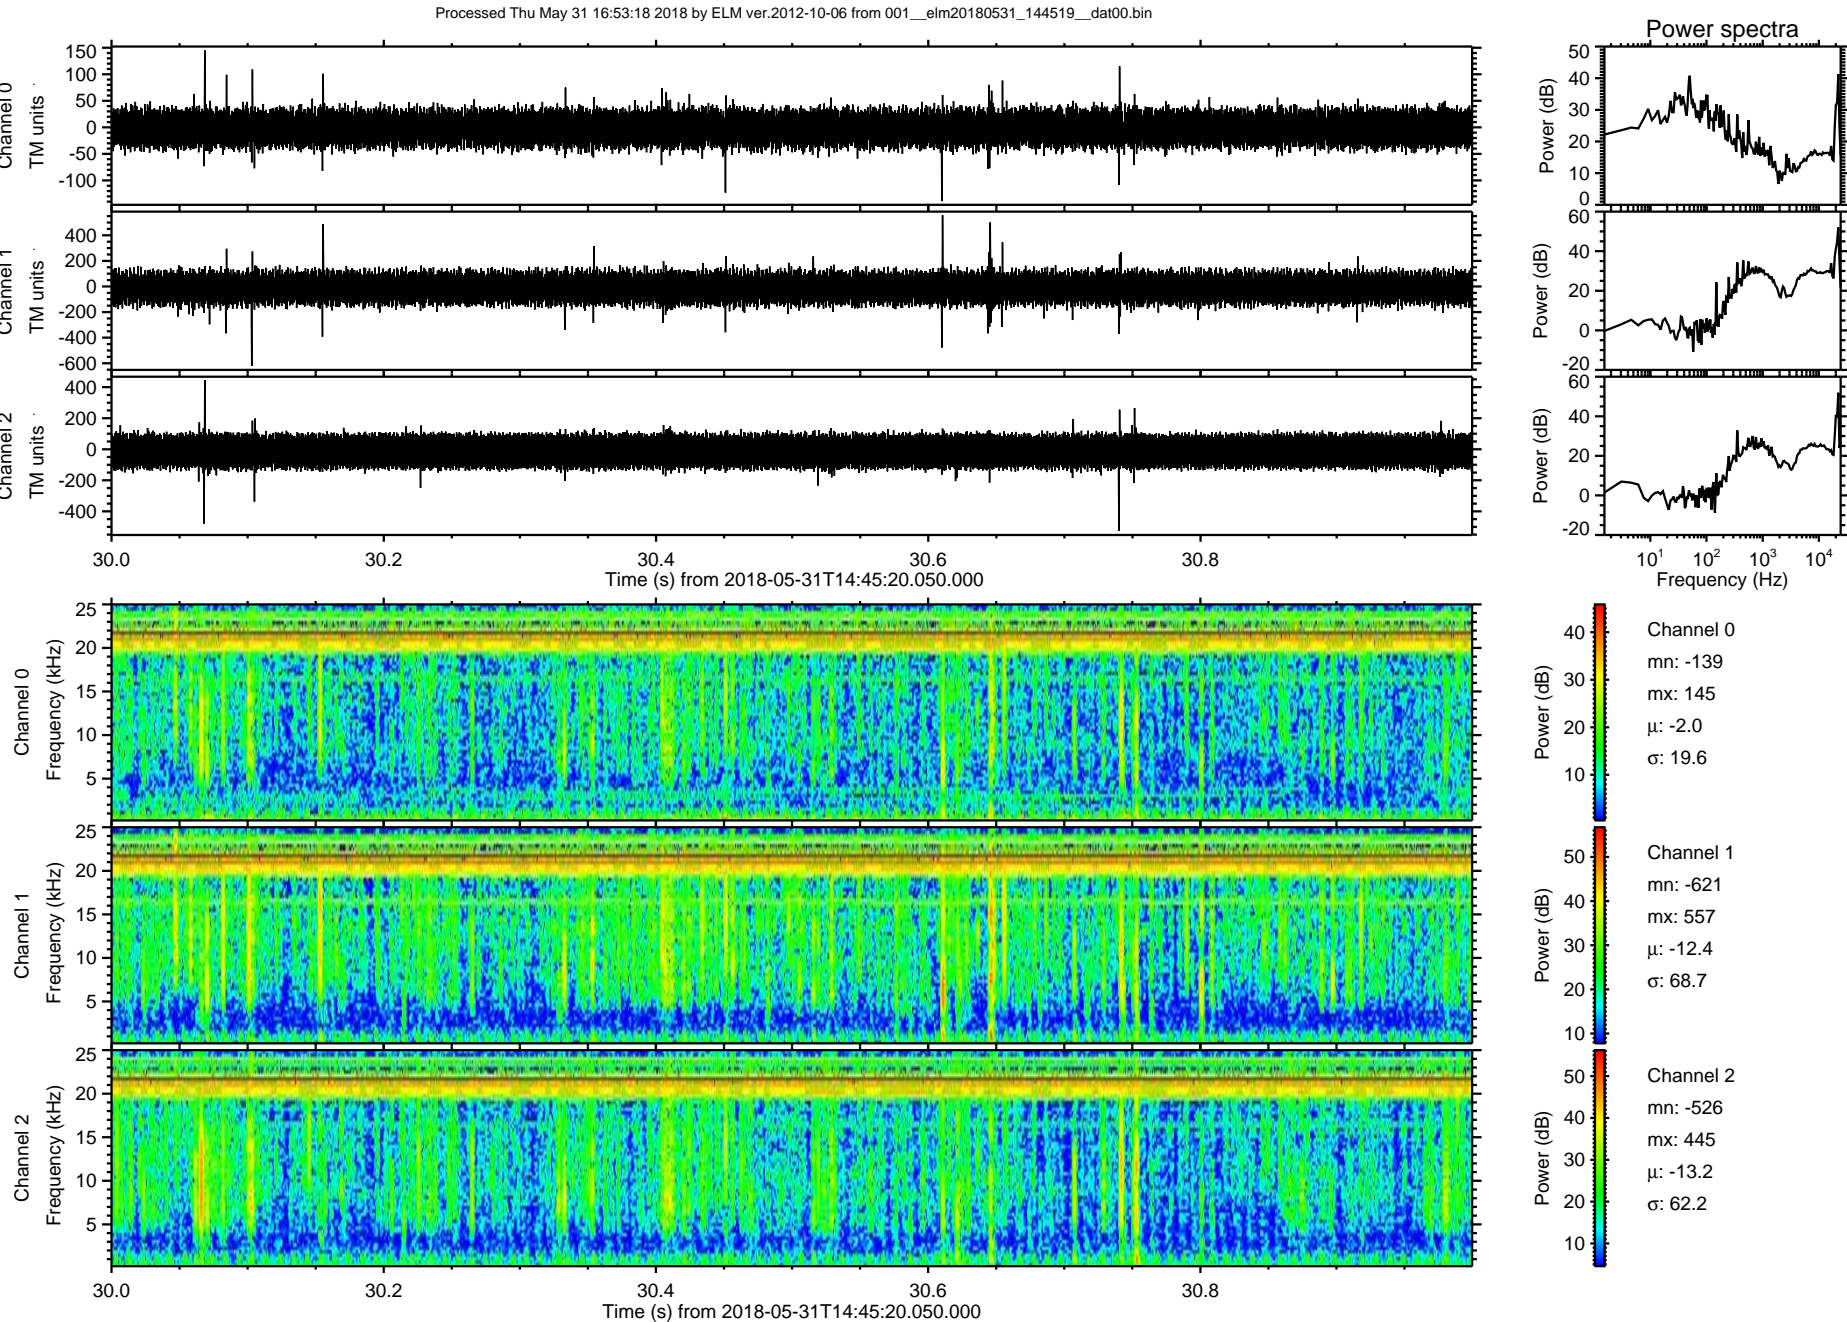 Processed Thu May 31 16:53:18 2018 by ELM ver.2012-10-06 from 001__elm20180531_144519__dat00.bin
Power spectra
Channel 0
TM units
150
100
50
0
-50
-100
Power (dB)
50
40
30
20
10
0
Channel 1
TM units
400
200
0
-200
-400
-600
Power (dB)
60
40
20
0
-20
Channel 2
TM units
400
200
0
-200
-400
Power (dB)
60
40
20
0
-20
30.0 30.2 30.4 30.6 30.8
Time (s) from 2018-05-31T14:45:20.050.000
10¹ 10² 10³ 10⁴
Frequency (Hz)
Channel 0
Frequency (kHz)
25
20
15
10
5
Power (dB)
40
30
20
10
Channel 0
mn: -139
mx: 145
µ: -2.0
σ: 19.6
Channel 1
Frequency (kHz)
25
20
15
10
5
Power (dB)
50
40
30
20
10
Channel 1
mn: -621
mx: 557
µ: -12.4
σ: 68.7
Channel 2
Frequency (kHz)
25
20
15
10
5
Power (dB)
50
40
30
20
10
Channel 2
mn: -526
mx: 445
µ: -13.2
σ: 62.2
30.0 30.2 30.4 30.6 30.8
Time (s) from 2018-05-31T14:45:20.050.000